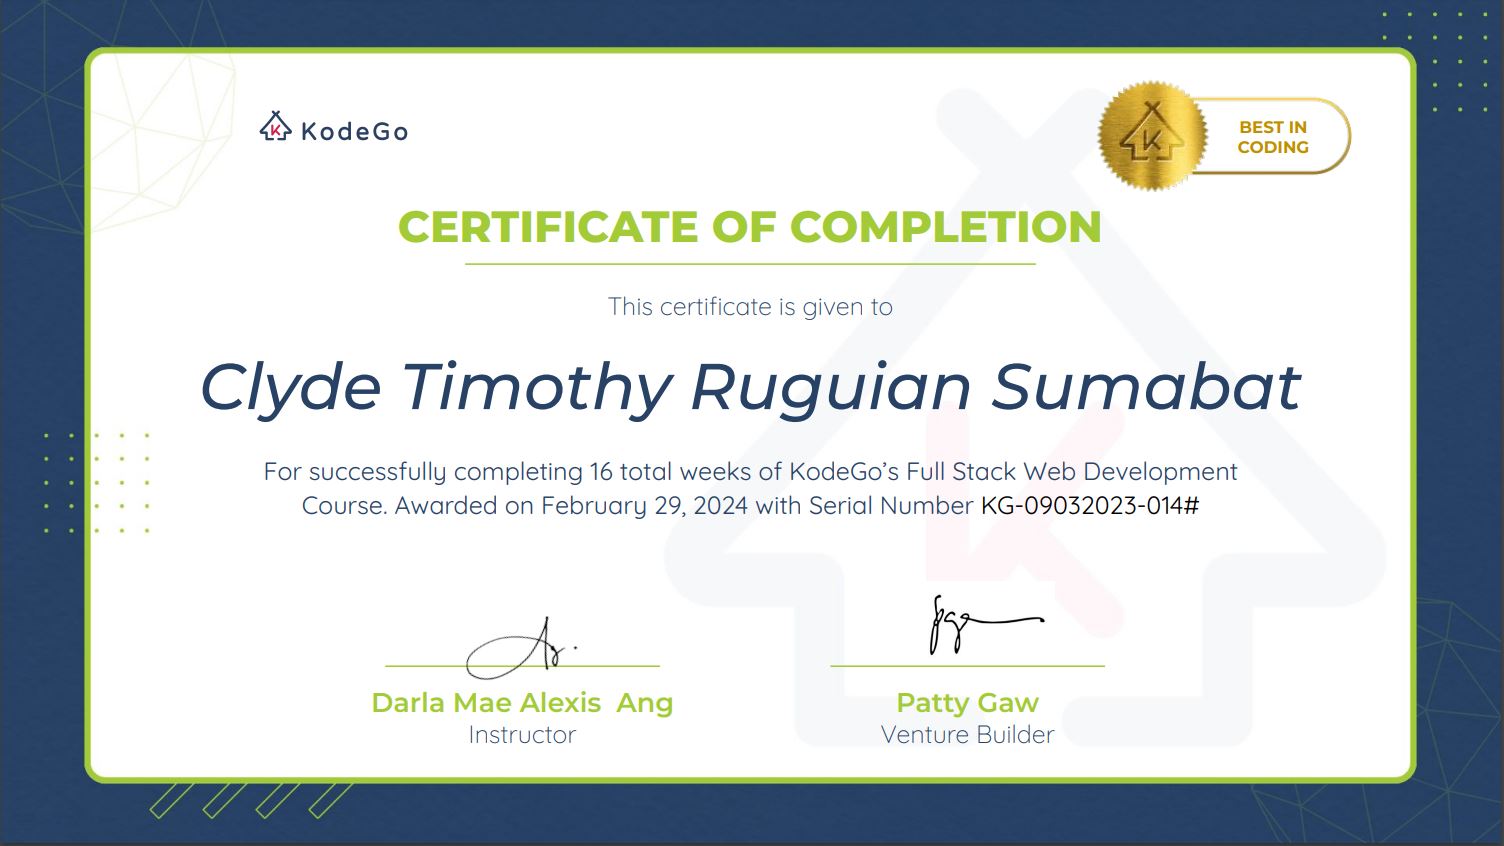 KodeGo
BEST IN
CODING
CERTIFICATE OF COMPLETION
This certificate is given to
Clyde Timothy Ruguian Sumabat
For successfully completing 16 total weeks of KodeGo’s Full Stack Web Development
Course. Awarded on February 29, 2024 with Serial Number KG-09032023-014#
Darla Mae Alexis  Ang
Instructor
Patty Gaw
Venture Builder